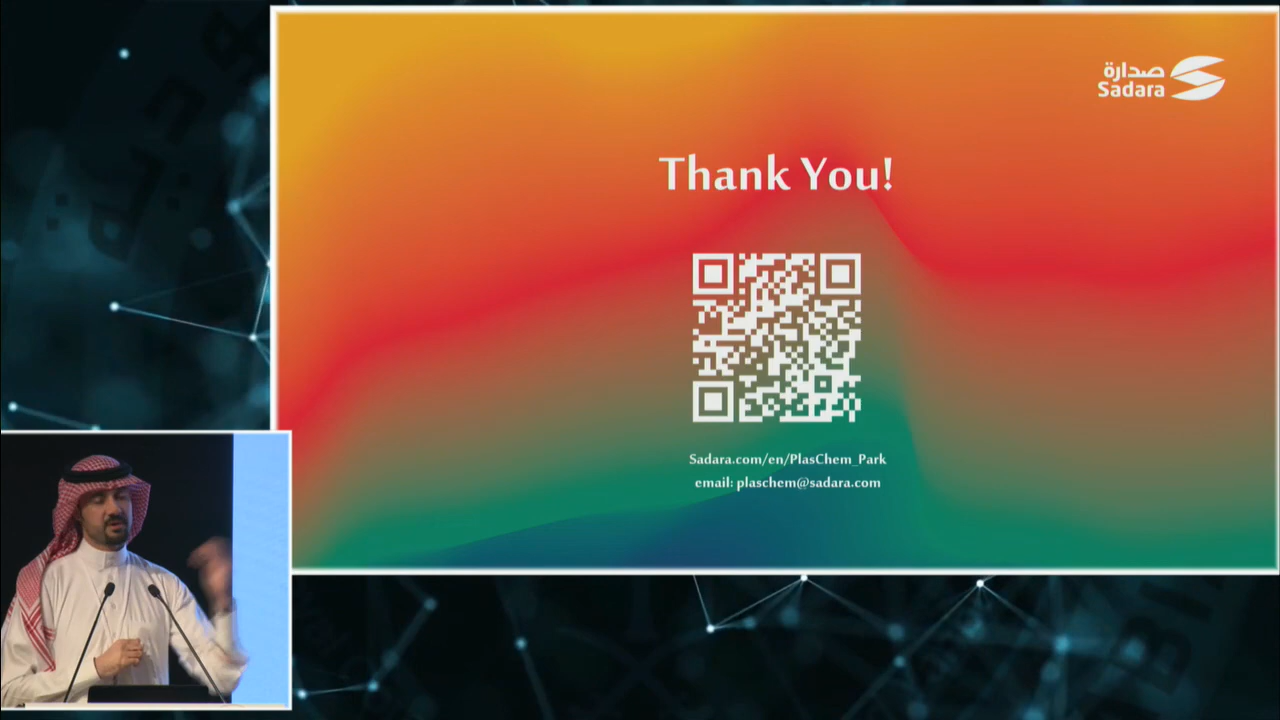 صدارة
Sadara
Thank You!
Sadara.com/en/PlasChem_Park
email: plaschem@sadara.com